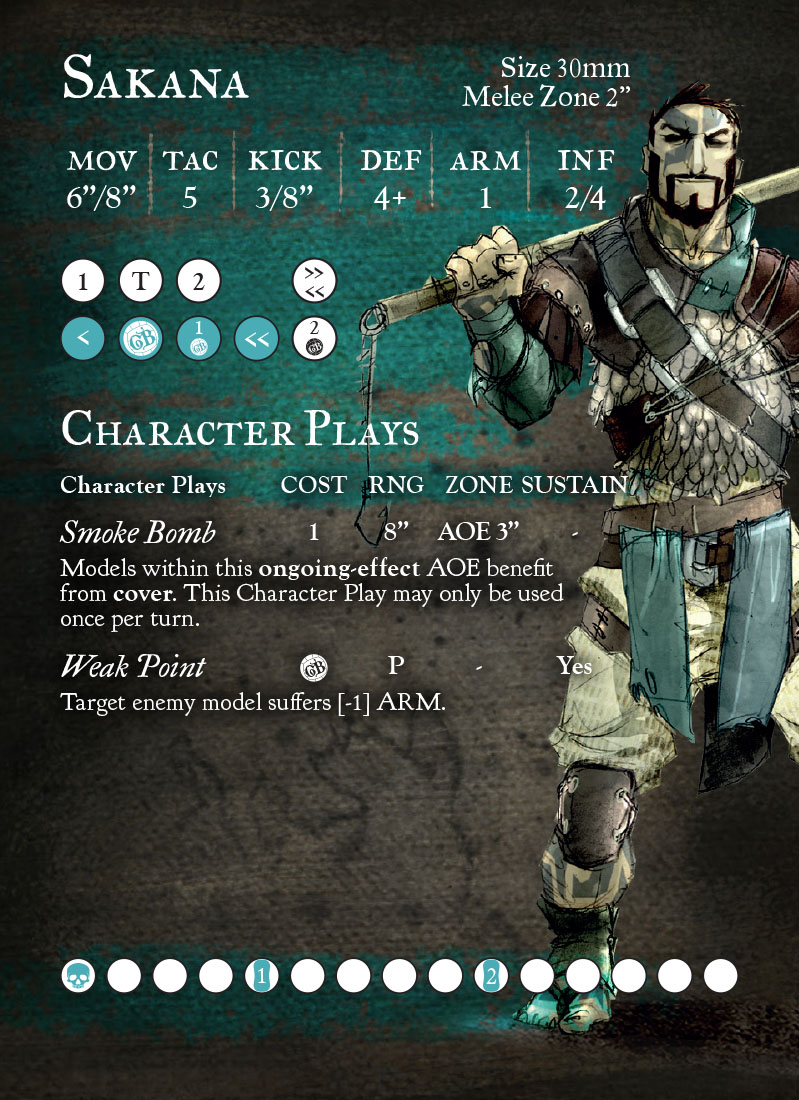 Sakana
Size 30mm
Melee Zone 2”
MOV TAC KICK DEF ARM INF
6”/8” 5 3/8” 4+ 1 2/4
1 T 2 >> <<
< GB 1 GB << 2 GB
Character Plays
Character Plays COST RNG ZONE SUSTAIN
Smoke Bomb 1 8” AOE 3” -
Models within this ongoing-effect AOE benefit
from cover. This Character Play may only be used
once per turn.
Weak Point GB P - Yes
Target enemy model suffers [-1] ARM.
1 2